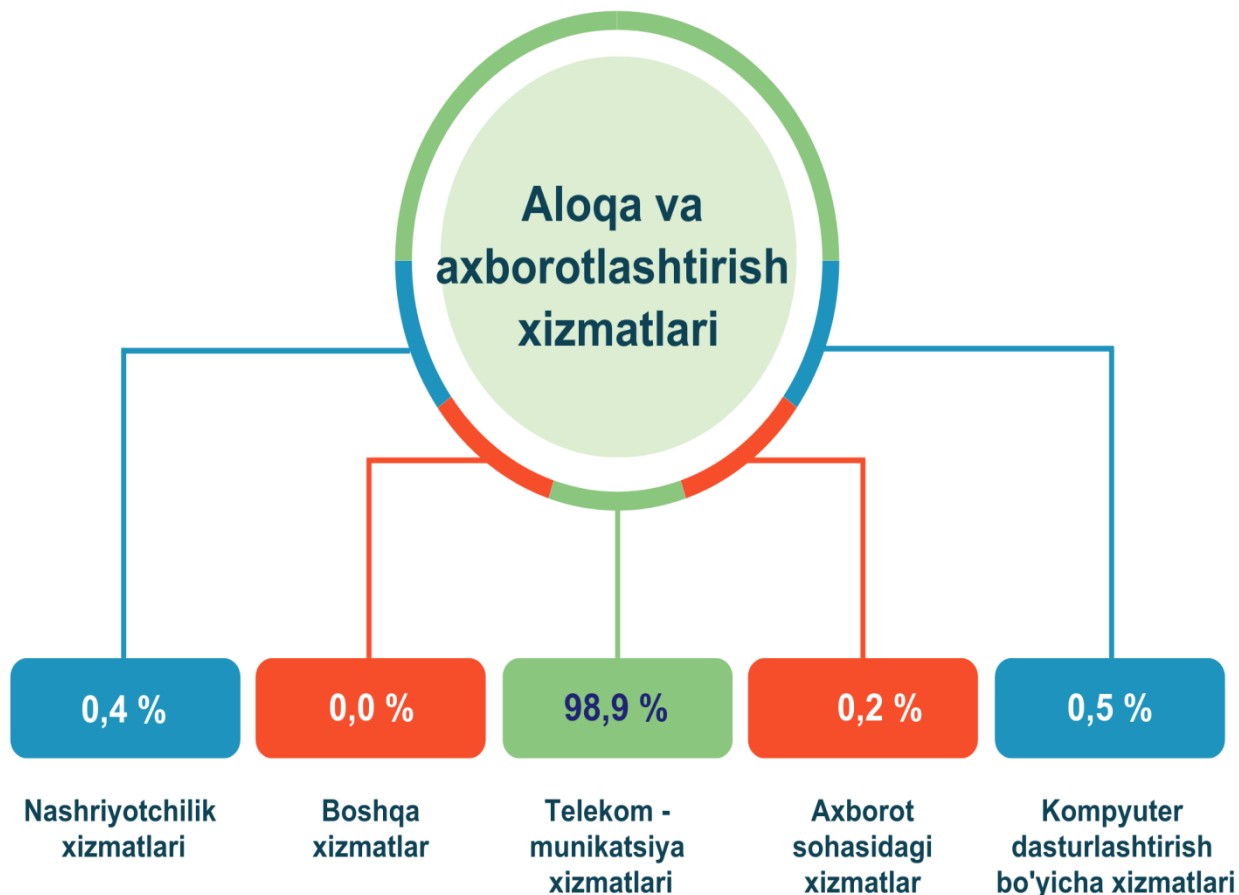 Aloqa va
axborotlashtirish
xizmatlari
0,4 %
0,0 %
98,9 %
0,2 %
0,5 %
Nashriyotchilik
xizmatlari
Boshqa
xizmatlar
Telekom -
munikatsiya
xizmatlari
Axborot
sohasidagi
xizmatlar
Kompyuter
dasturlashtirish
bo'yicha xizmatlari